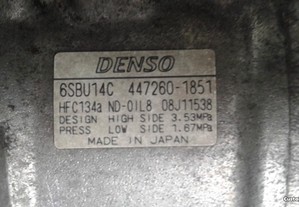 DENSO
6SBU14C 447260-1851
HFC134a ND-OIL8 08J11538
DESIGN HIGH SIDE 3.53MPa
PRESS LOW SIDE 1.67MPa
MADE IN JAPAN